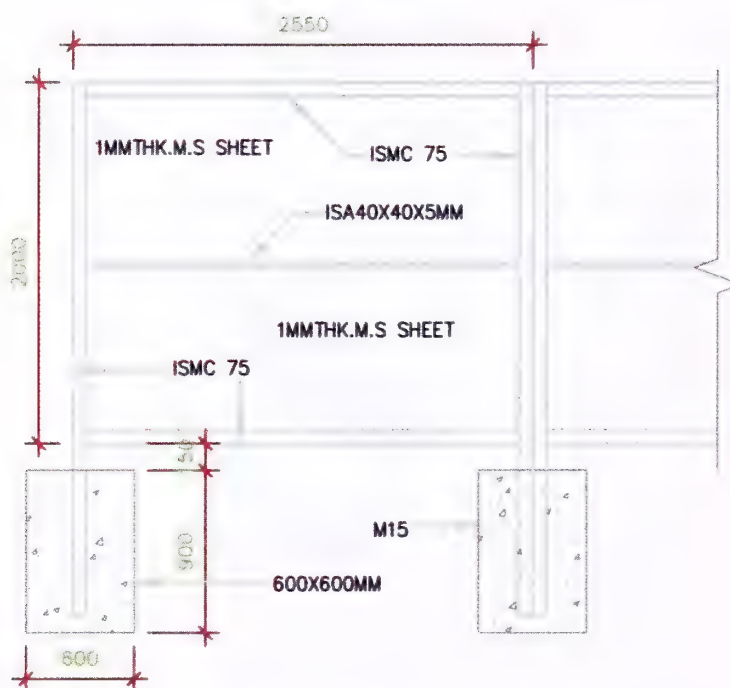 2550
1MMTHK.M.S SHEET
ISMC 75
ISA40X40X5MM
2000
1MMTHK.M.S SHEET
ISMC 75
150
M15
900
600X600MM
600